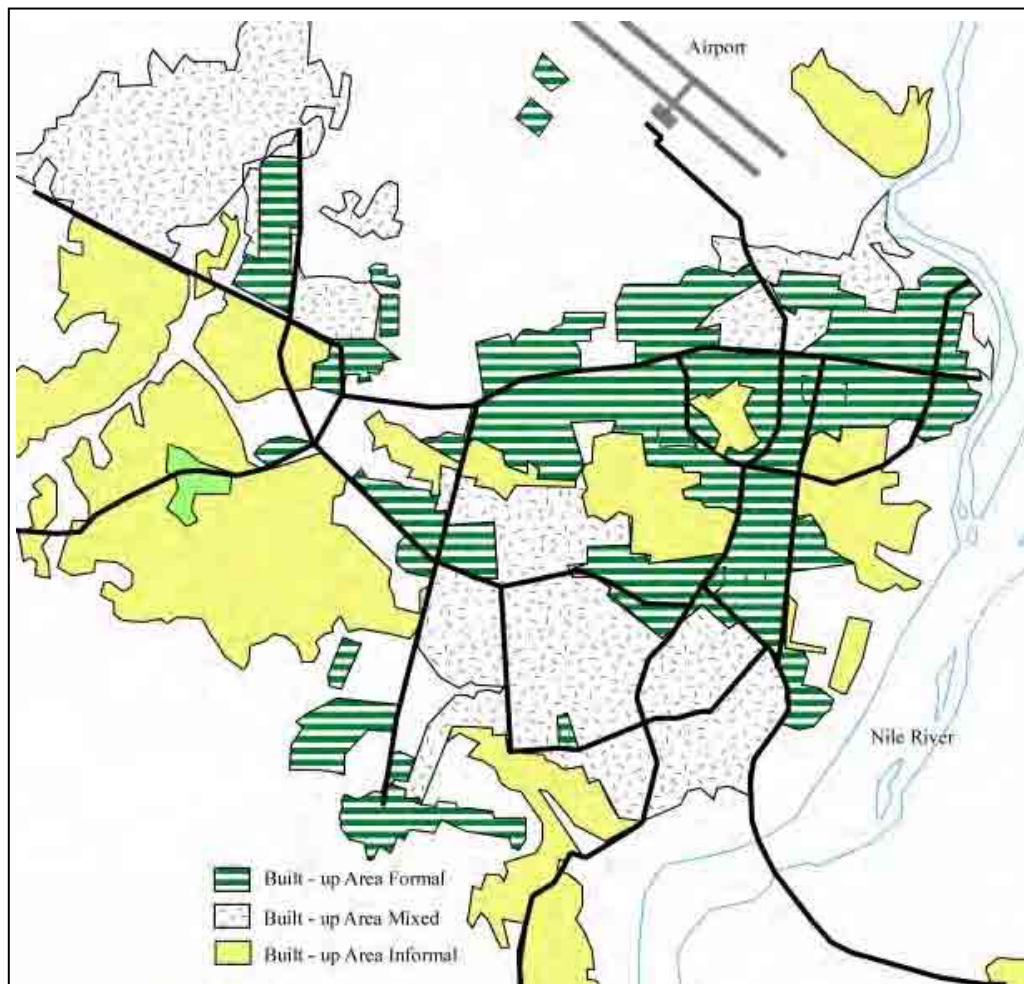 Airport
Nile River
Built - up Area Formal
Built - up Area Mixed
Built - up Area Informal